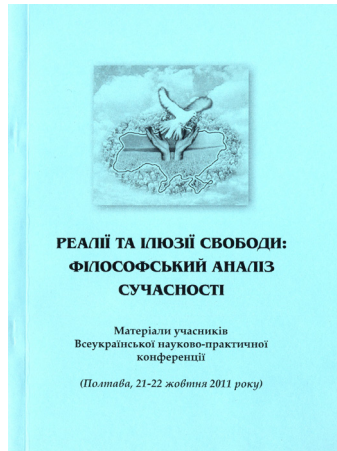 РЕАЛІЇ ТА ІЛЮЗІЇ СВОБОДИ:
ФІЛОСОФСЬКИЙ АНАЛІЗ
СУЧАСНОСТІ
Матеріали учасників
Всеукраїнської науково-практичної
конференції
(Полтава, 21-22 жовтня 2011 року)